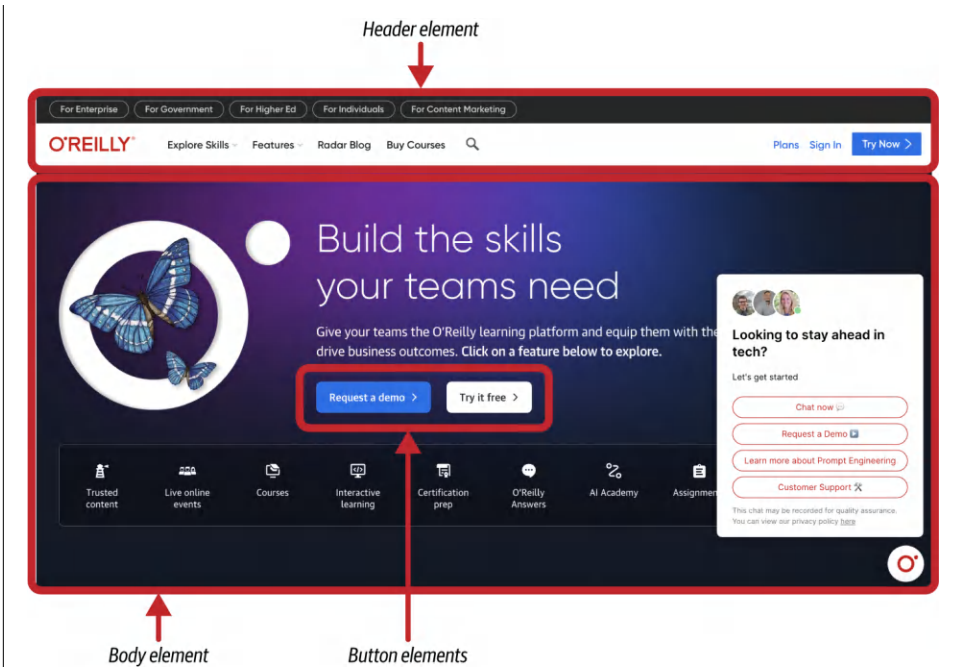 Header element
For Enterprise For Government For Higher Ed For Individuals For Content Marketing
O'REILLY® Explore Skills Features Radar Blog Buy Courses Plans Sign In Try Now >
Build the skills
your teams need
Give your teams the O'Reilly learning platform and equip them with the
drive business outcomes. Click on a feature below to explore.
Request a demo > Try it free >
Trusted
content
Live online
events
Courses
Interactive
learning
Certification
prep
O'Reilly
Answers
AI Academy
Assignmen
Looking to stay ahead in
tech?
Let's get started
Chat now 💬
Request a Demo ▶️
Learn more about Prompt Engineering
Customer Support 🛠️
This chat may be recorded for quality assurance.
You can view our privacy policy here
O'
Body element
Button elements